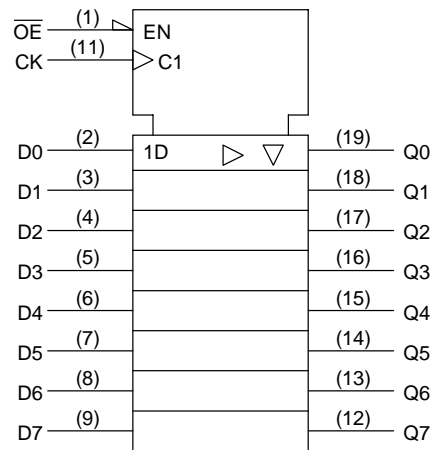 O̅E̅ (1) EN
CK (11) C1
D0 (2) 1D (19) Q0
D1 (3) (18) Q1
D2 (4) (17) Q2
D3 (5) (16) Q3
D4 (6) (15) Q4
D5 (7) (14) Q5
D6 (8) (13) Q6
D7 (9) (12) Q7